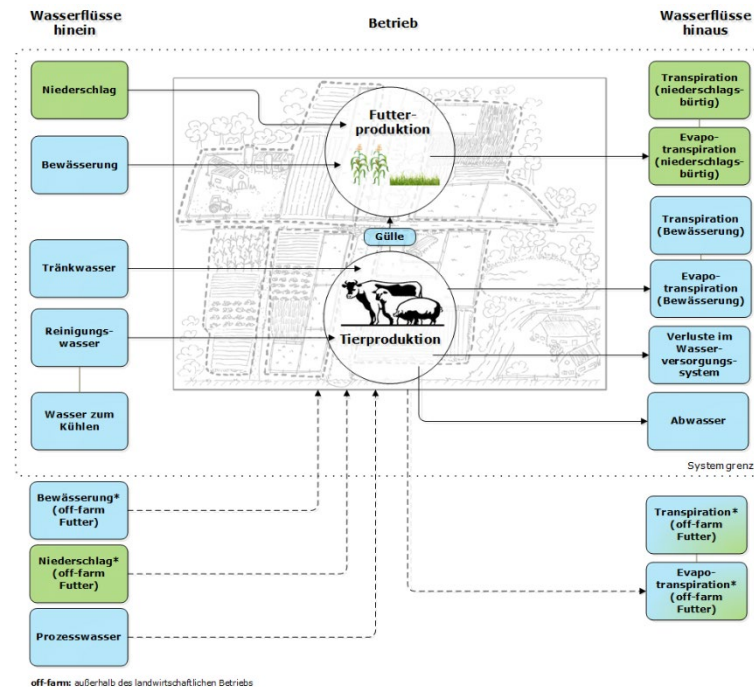 Wasserflüsse
hinein
Betrieb
Wasserflüsse
hinaus
Niederschlag
Bewässerung
Tränkwasser
Reinigungs-
wasser
Wasser zum
Kühlen
Futter-
produktion
Gülle
Tierproduktion
Transpiration
(niederschlags-
bürtig)
Evapo-
transpiration
(niederschlags-
bürtig)
Transpiration
(Bewässerung)
Evapo-
transpiration
(Bewässerung)
Verluste im
Wasser-
versorgungs-
system
Abwasser
Systemgrenz
Bewässerung*
(off-farm
Futter)
Niederschlag*
(off-farm
Futter)
Prozesswasser
Transpiration*
(off-farm
Futter)
Evapo-
transpiration*
(off-farm
Futter)
off-farm: außerhalb des landwirtschaftlichen Betriebs